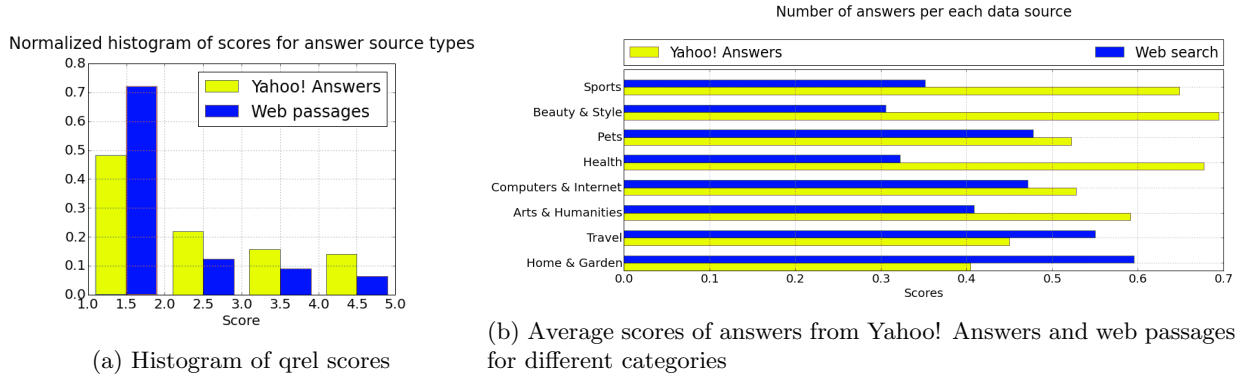 Normalized histogram of scores for answer source types
0.8
0.7
0.6
0.5
0.4
0.3
0.2
0.1
0.0
Yahoo! Answers
Web passages
1.0 1.5 2.0 2.5 3.0 3.5 4.0 4.5 5.0
Score
(a) Histogram of qrel scores
Number of answers per each data source
Yahoo! Answers Web search
Sports
Beauty & Style
Pets
Health
Computers & Internet
Arts & Humanities
Travel
Home & Garden
0.0 0.1 0.2 0.3 0.4 0.5 0.6 0.7
Scores
(b) Average scores of answers from Yahoo! Answers and web passages
for different categories